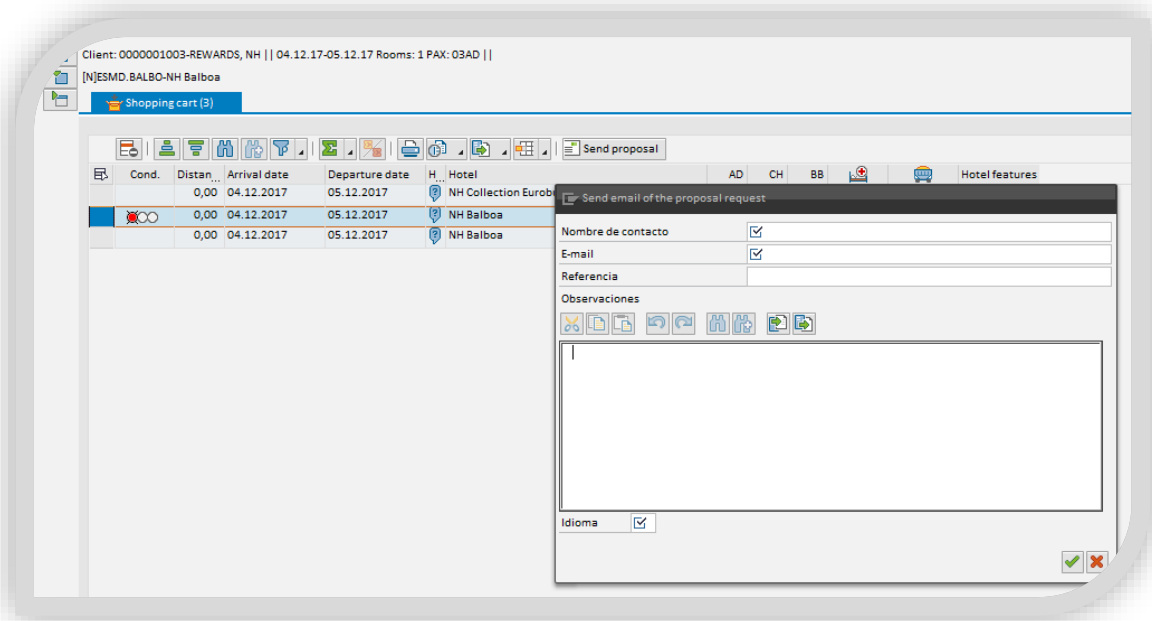 Client: 0000001003-REWARDS, NH || 04.12.17-05.12.17 Rooms: 1 PAX: 03AD ||
[N]ESMD.BALBO-NH Balboa
Shopping cart (3)
Send proposal
Cond. Distan... Arrival date Departure date H... Hotel AD CH BB Hotel features
0,00 04.12.2017 05.12.2017 NH Collection Eurob
0,00 04.12.2017 05.12.2017 NH Balboa
0,00 04.12.2017 05.12.2017 NH Balboa
Send email of the proposal request
Nombre de contacto
E-mail
Referencia
Observaciones
Idioma